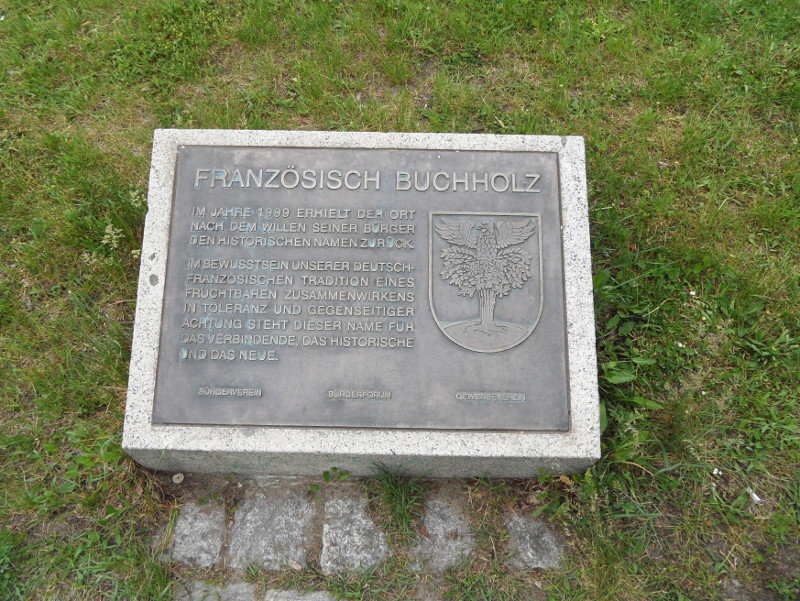 FRANZÖSISCH BUCHHOLZ
IM JAHRE 1999 ERHIELT DER ORT
NACH DEM WILLEN SEINER BÜRGER
DEN HISTORISCHEN NAMEN ZURÜCK.
IM BEWUSSTSEIN UNSERER DEUTSCH-
FRANZÖSISCHEN TRADITION EINES
FRUCHTBAREN ZUSAMMENWIRKENS
IN TOLERANZ UND GEGENSEITIGER
ACHTUNG STEHT DIESER NAME FÜR
DAS VERBINDENDE, DAS HISTORISCHE
UND DAS NEUE.
BÜRGERVEREIN BÜRGERFORUM GEWERBEVEREIN